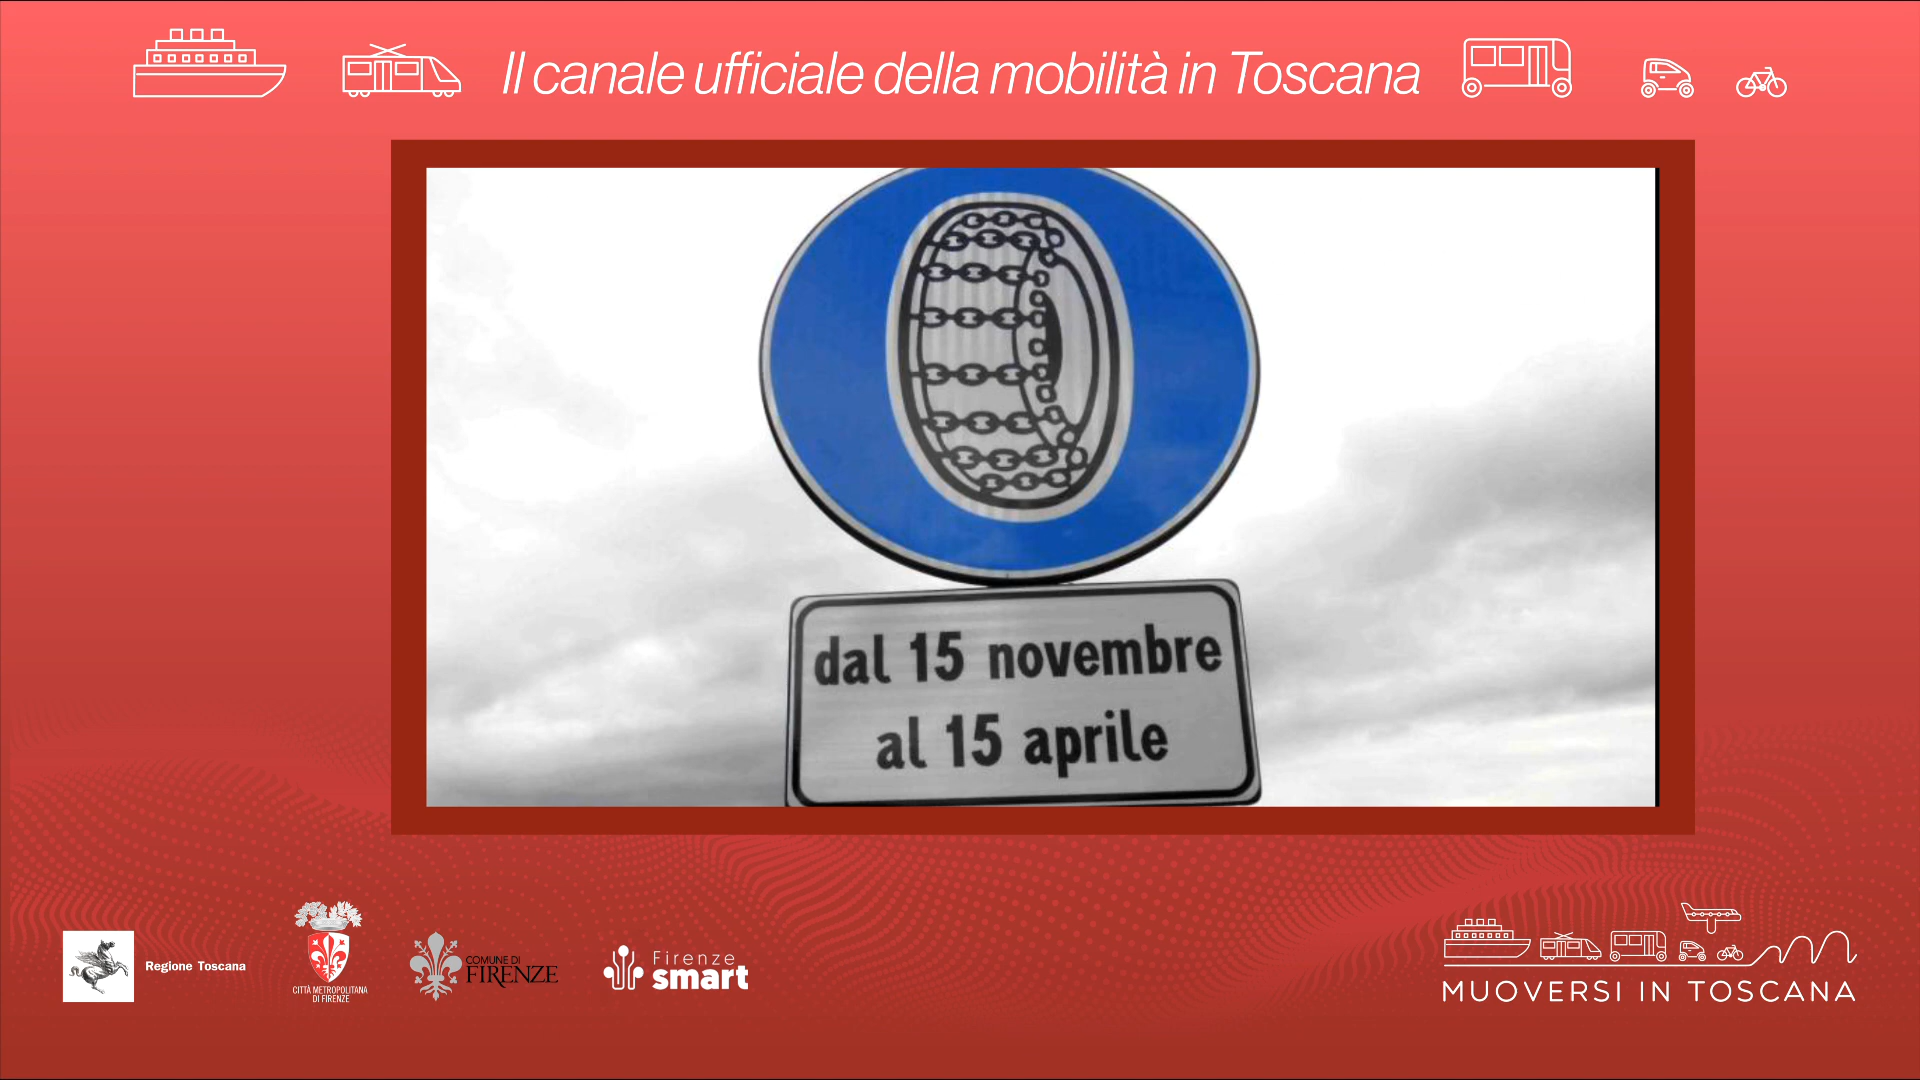 Il canale ufficiale della mobilità in Toscana
dal 15 novembre
al 15 aprile
Regione Toscana
CITTÀ METROPOLITANA
DI FIRENZE
COMUNE DI
FIRENZE
Firenze
smart
MUOVERSI IN TOSCANA